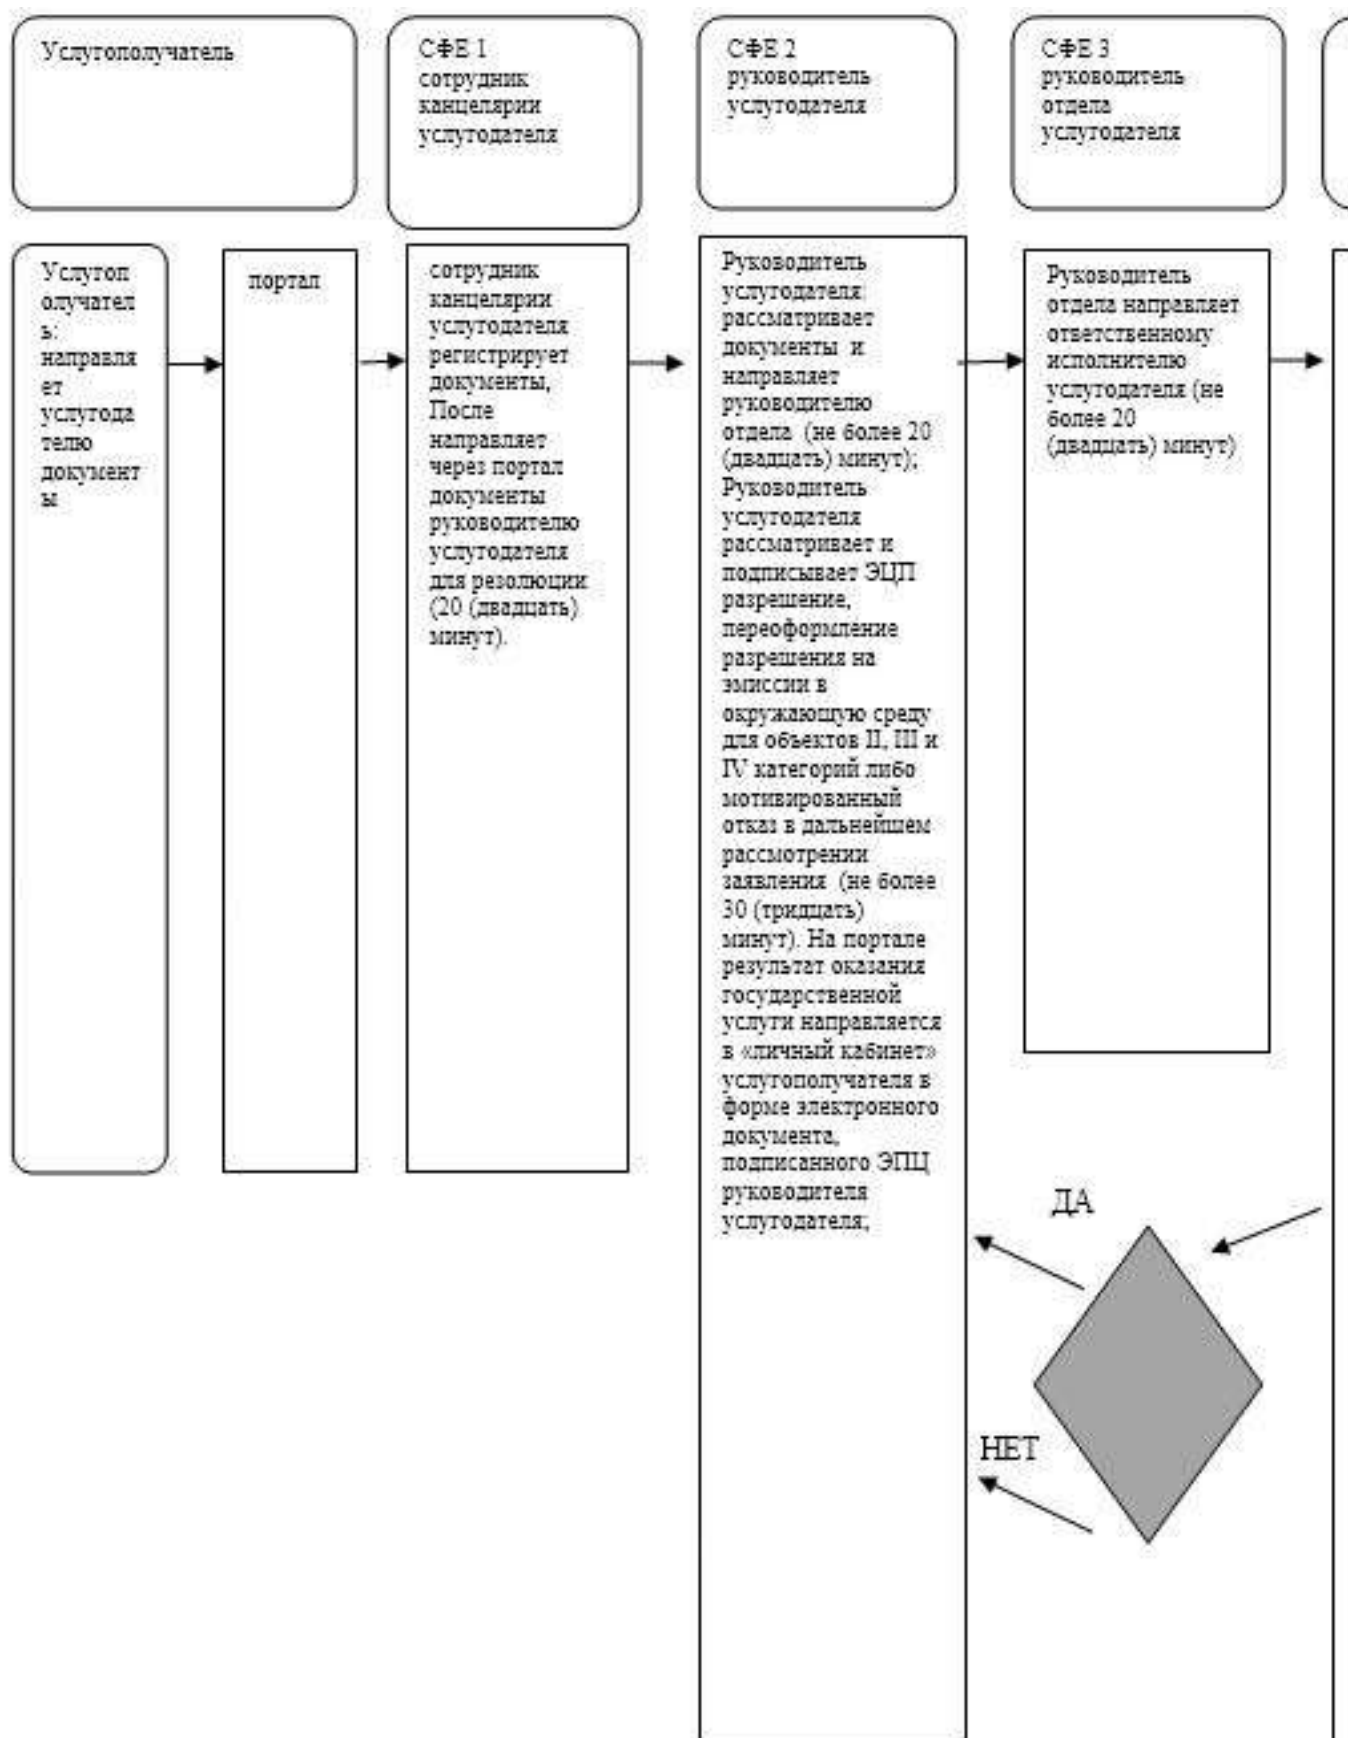 Услугополучатель
СФЕ 1
сотрудник
канцелярии
услугодателя
СФЕ 2
руководитель
услугодателя
СФЕ 3
руководитель
отдела
услугодателя
Услугоп
олучател
ь:
направля
ет
услугода
телю
документ
ы
портал
сотрудник
канцелярии
услугодателя
регистрирует
документы,
После
направляет
через портал
документы
руководителю
услугодателя
для резолюции
(20 (двадцать)
минут).
Руководитель
услугодателя:
рассматривает
документы и
направляет
руководителю
отдела (не более 20
(двадцать) минут);
Руководитель
услугодателя
рассматривает и
подписывает ЭЦП
разрешение,
переоформление
разрешения на
эмиссии в
окружающую среду
для объектов II, III и
IV категорий либо
мотивированный
отказ в дальнейшем
рассмотрении
заявления (не более
30 (тридцать)
минут). На портале
результат оказания
государственной
услуги направляется
в «личный кабинет»
услугополучателя в
форме электронного
документа,
подписанного ЭПЦ
руководителя
услугодателя;
Руководитель
отдела направляет
ответственному
исполнителю
услугодателя (не
более 20
(двадцать) минут)
ДА
НЕТ